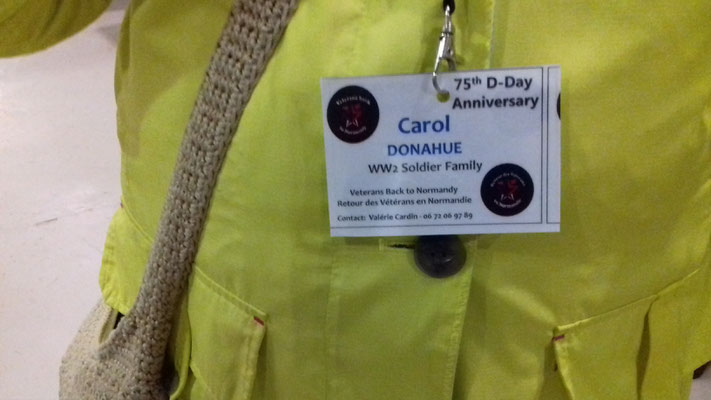 75th D-Day
Anniversary
Carol
DONAHUE
WW2 Soldier Family
Veterans Back to Normandy
Retour des Vétérans en Normandie
Contact: Valérie Cardin - 06 72 06 97 89